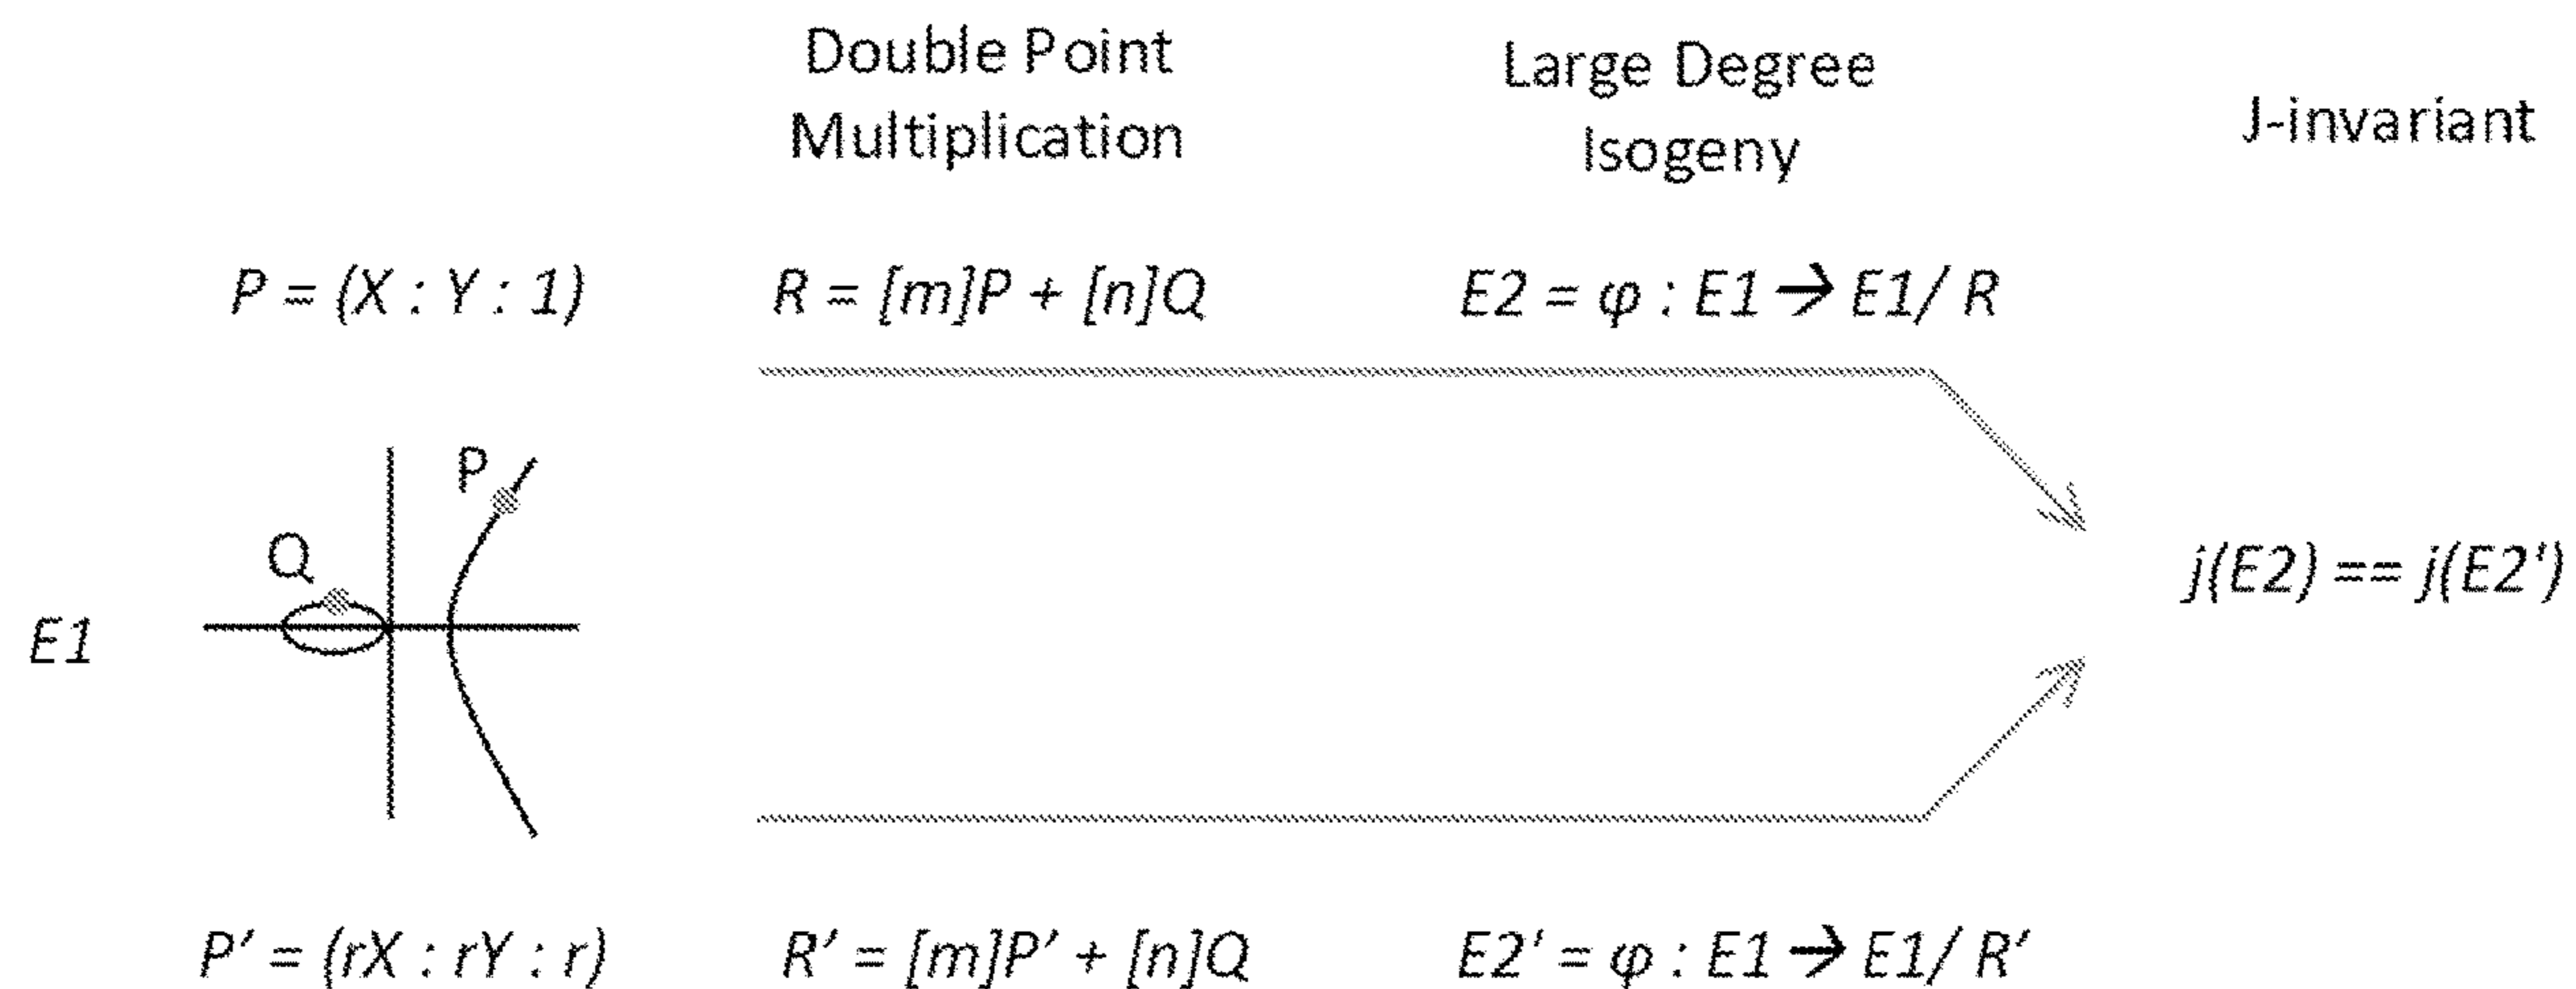 Double Point
Multiplication
Large Degree
Isogeny
J-invariant
P = (X : Y : 1)
R = [m]P + [n]Q
E2 = φ : E1 → E1/ R
P
Q
E1
j(E2) == j(E2')
P' = (rX : rY : r)
R' = [m]P' + [n]Q
E2' = φ : E1 → E1/ R'